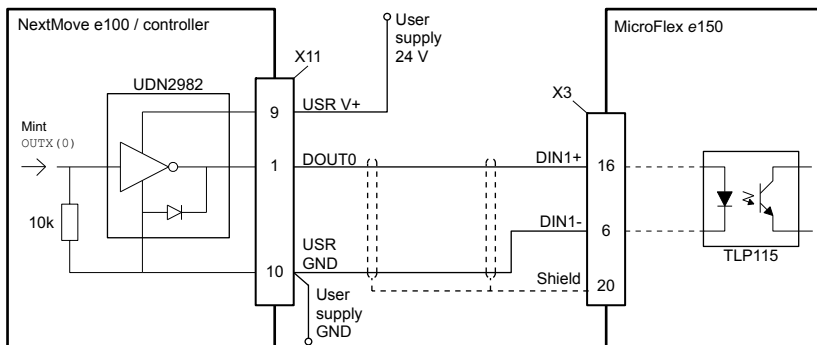 NextMove e100 / controller
User
supply
24 V
MicroFlex e150
X11
UDN2982
X3
9
USR V+
Mint
OUTX(0)
1
DOUT0
DIN1+
16
10k
DIN1-
6
USR
GND
TLP115
10
Shield
20
User
supply
GND